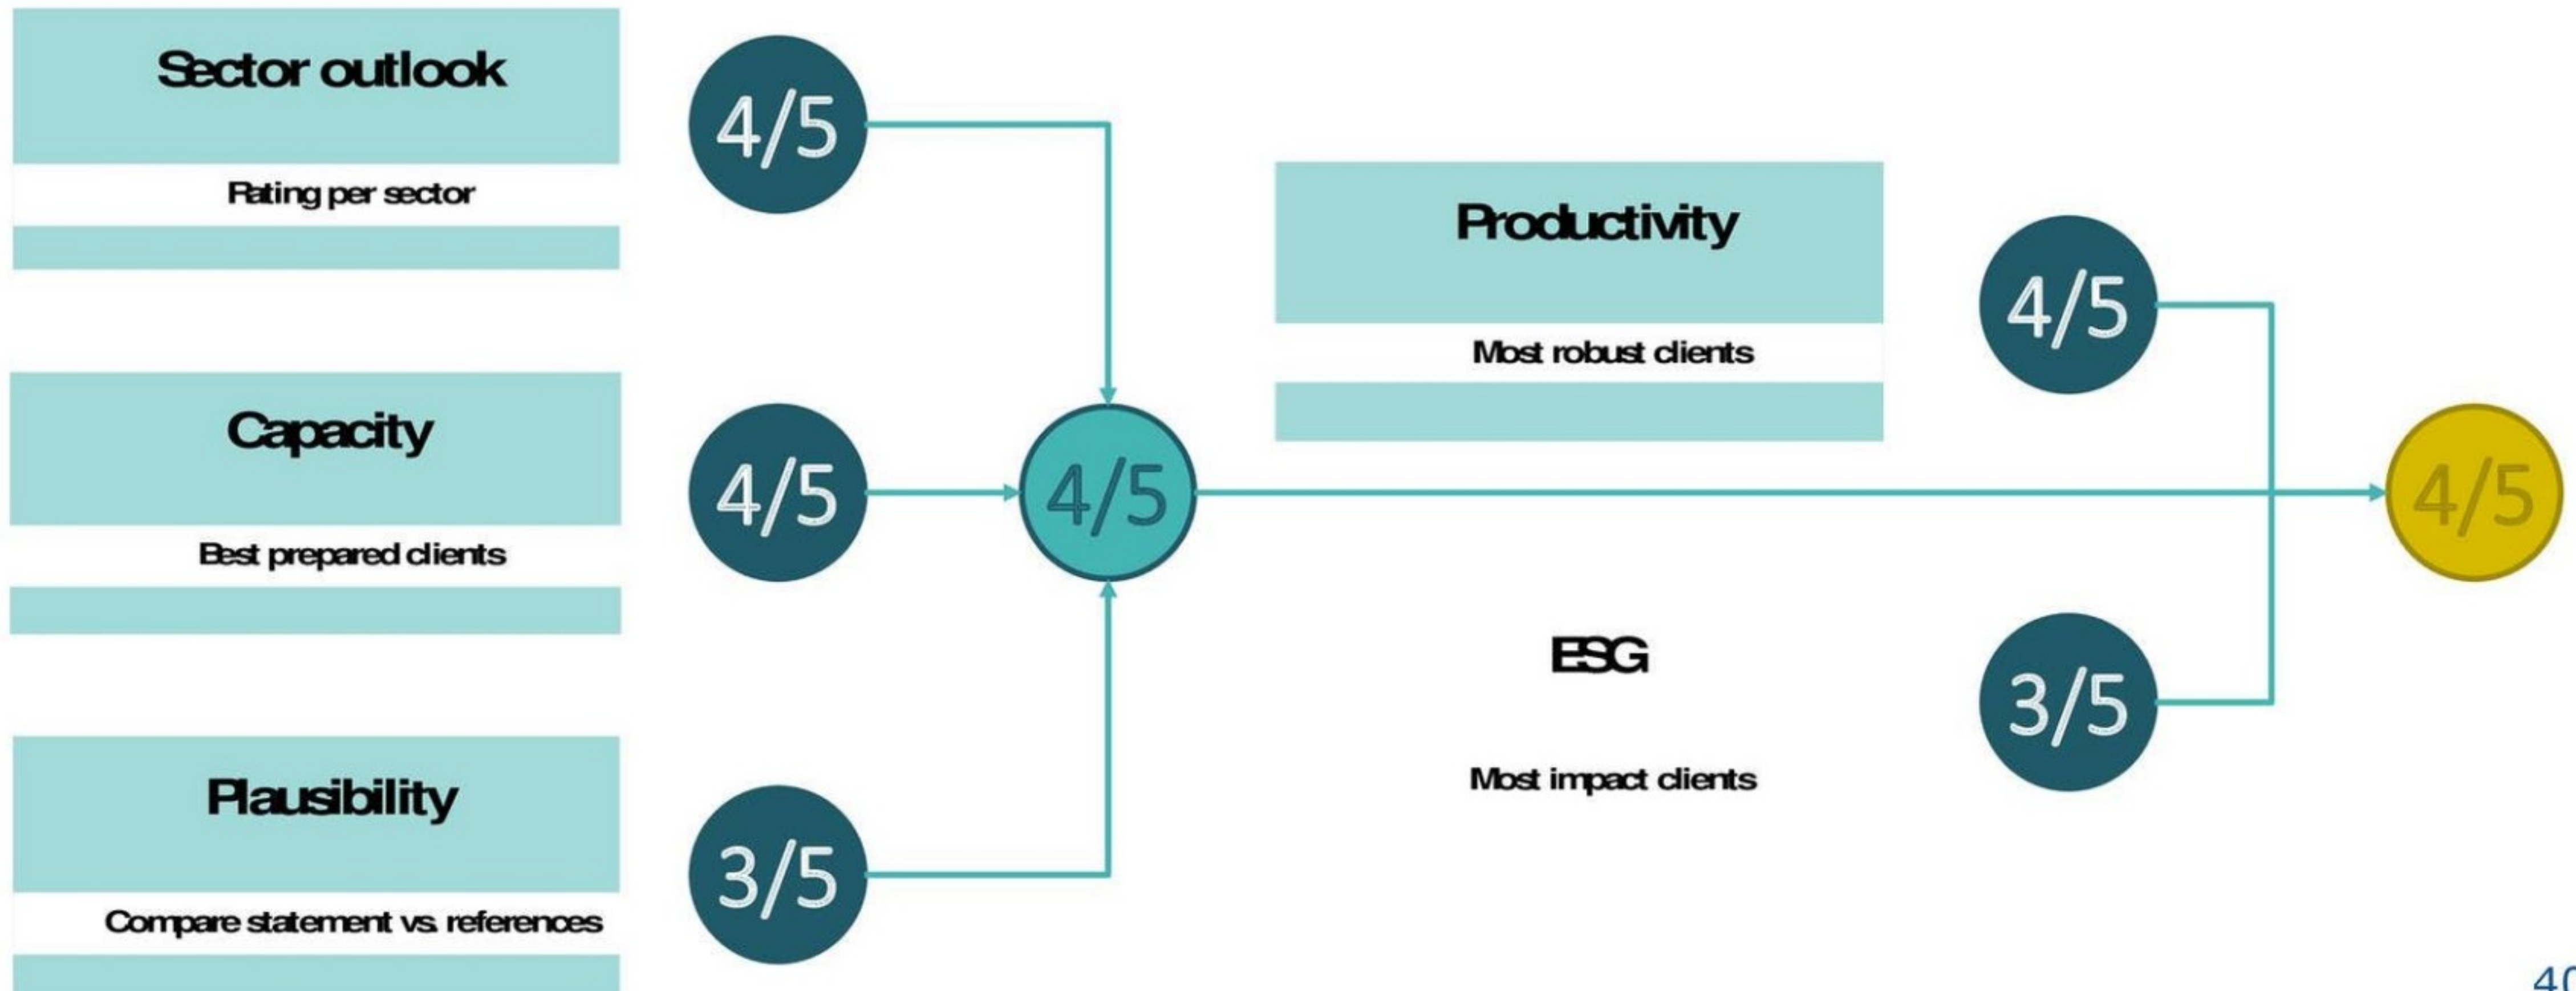 Sector outlook
Rating per sector
4/5
Capacity
Best prepared clients
4/5
4/5
Plausibility
Compare statement vs. references
3/5
Productivity
Most robust clients
4/5
ESG
Most impact clients
3/5
4/5
40